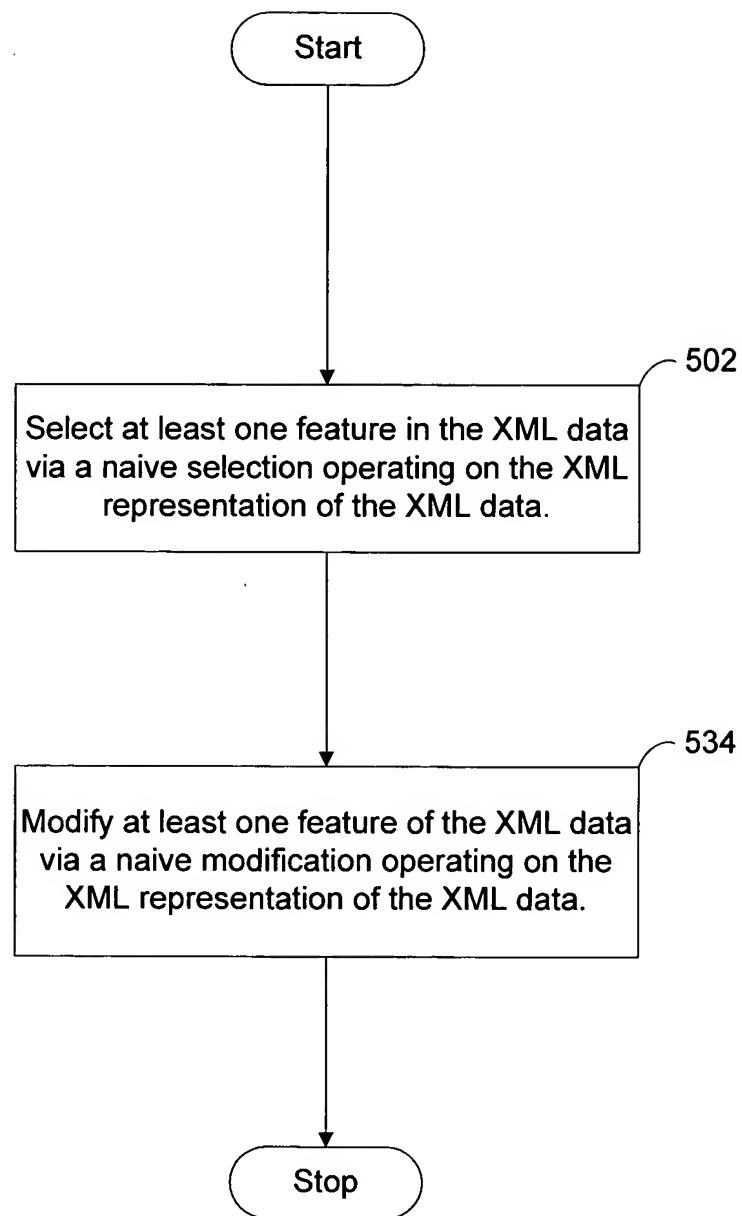 Start
502
Select at least one feature in the XML data
via a naive selection operating on the XML
representation of the XML data.
534
Modify at least one feature of the XML data
via a naive modification operating on the
XML representation of the XML data.
Stop